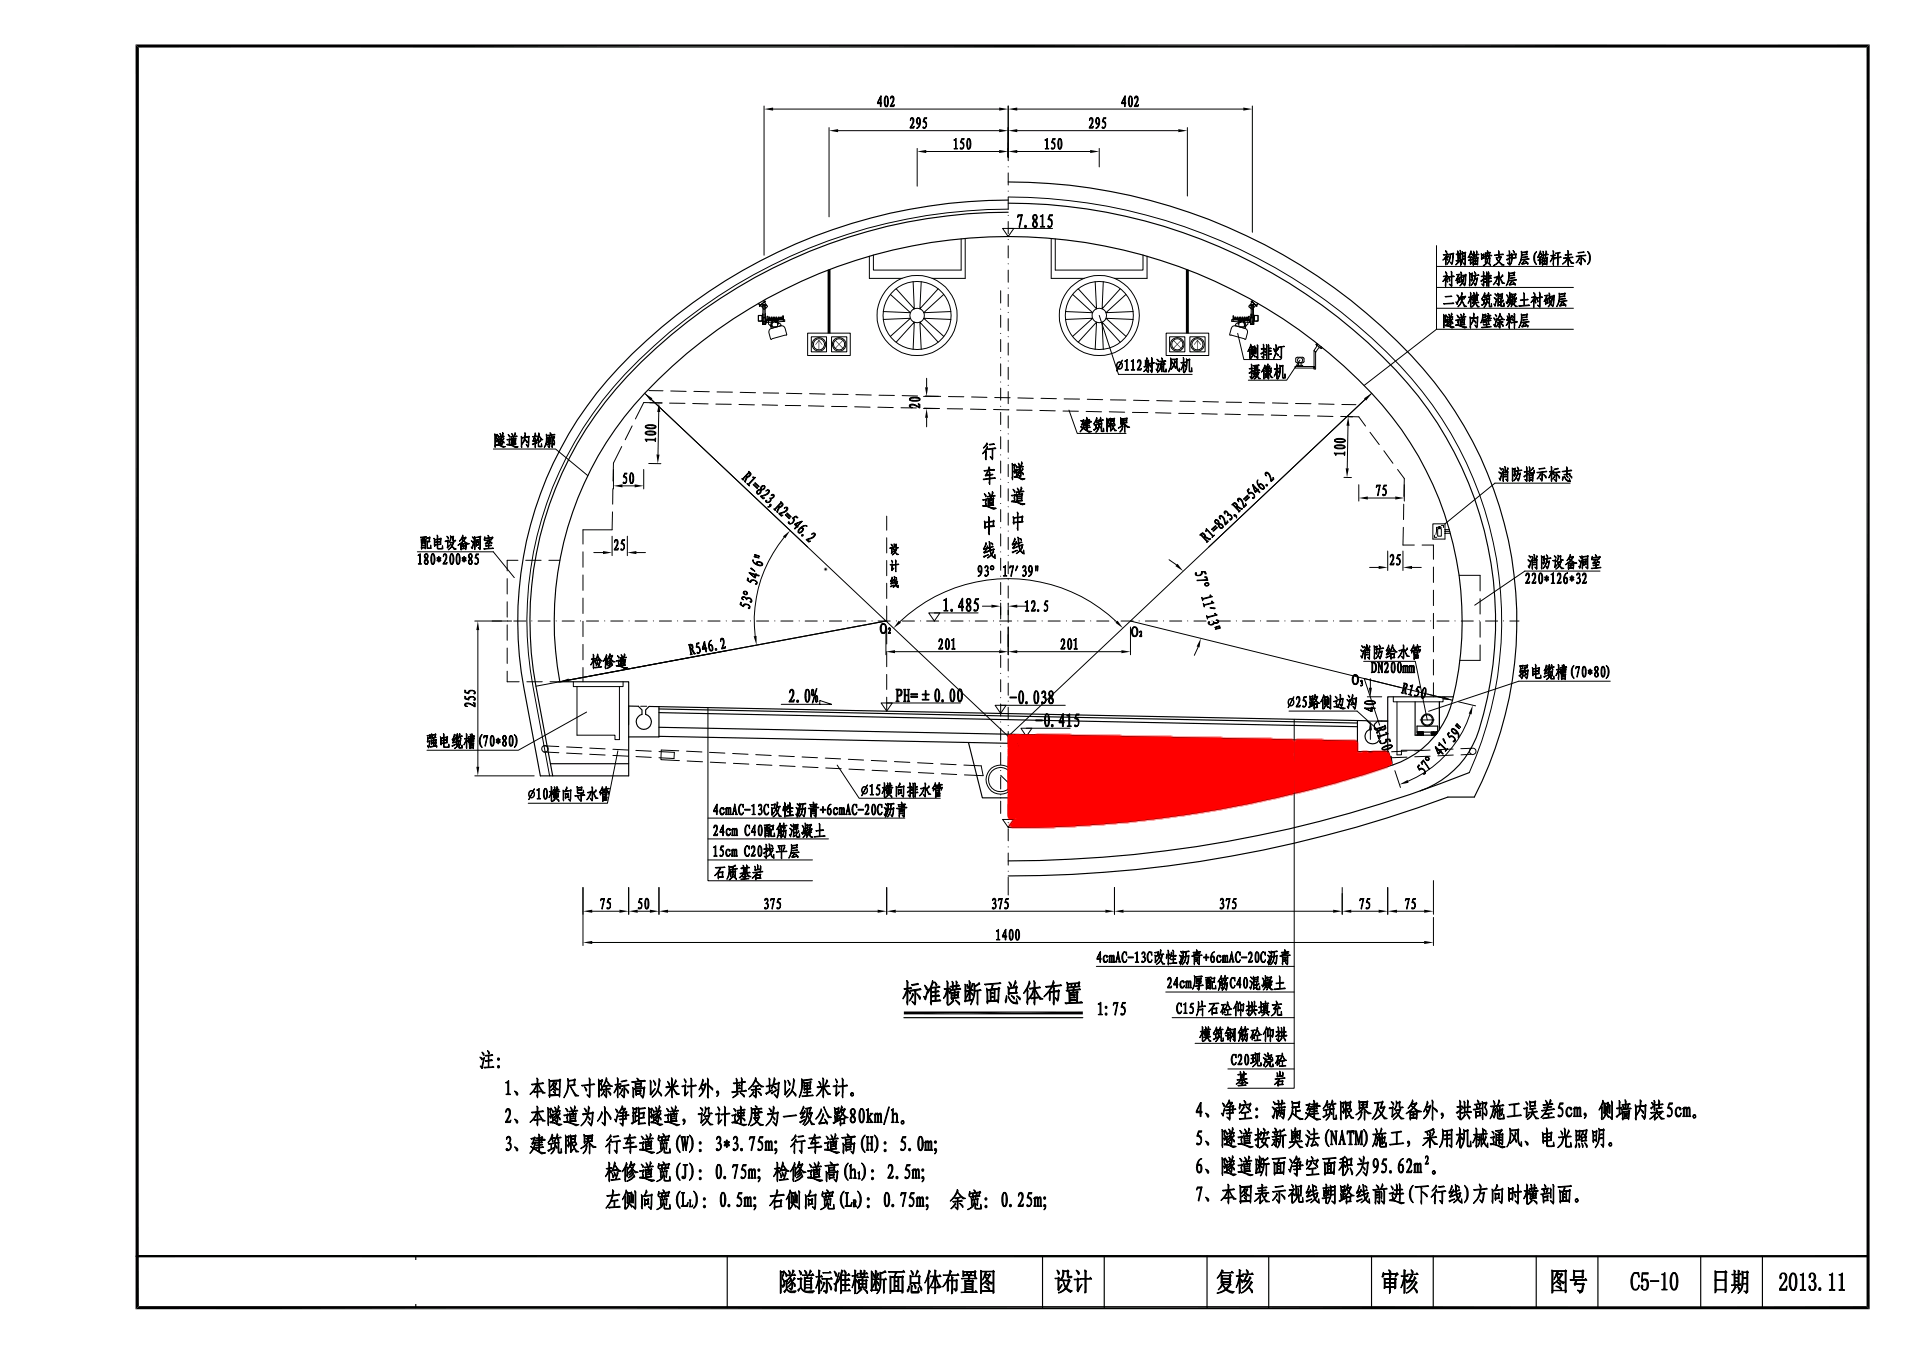 402 402
295 295
150 150
7.815
初期锚喷支护层(锚杆未示)
衬砌防排水层
二次模筑混凝土衬砌层
隧道内壁涂料层
侧排灯
ø112射流风机
摄像机
20
建筑限界
隧道内轮廓
100
100
行车道中线
隧道中线
50
75
消防指示标志
R1=823,R2=546.2
R1=823,R2=546.2
配电设备洞室
180*200*85
25
设计线
25
消防设备洞室
220*126*32
53° 54'6"
93° 17'39"
57° 11'13"
1.485
12.5
O₂
O₂
201 201
R546.2
检修道
消防给水管
DN200mm
弱电缆槽(70*80)
O₃
R150
255
2.0%
PH=±0.00
-0.038
ø25路侧边沟
40
-0.415
R150
57° 41'59"
强电缆槽(70*80)
ø10横向导水管
ø15横向排水管
4cmAC-13C改性沥青+6cmAC-20C沥青
24cm C40配筋混凝土
15cm C20找平层
石质基岩
75 50 375 375 375 75 75
1400
4cmAC-13C改性沥青+6cmAC-20C沥青
24cm厚配筋C40混凝土
C15片石砼仰拱填充
模筑钢筋砼仰拱
C20现浇砼
基 岩
标准横断面总体布置 1:75
注:
1、本图尺寸除标高以米计外，其余均以厘米计。
2、本隧道为小净距隧道，设计速度为一级公路80km/h。
3、建筑限界 行车道宽(W): 3*3.75m; 行车道高(H): 5.0m;
检修道宽(J): 0.75m; 检修道高(h₁): 2.5m;
左侧向宽(LL): 0.5m; 右侧向宽(LR): 0.75m; 余宽: 0.25m;
4、净空: 满足建筑限界及设备外，拱部施工误差5cm，侧墙内装5cm。
5、隧道按新奥法(NATM)施工，采用机械通风、电光照明。
6、隧道断面净空面积为95.62m²。
7、本图表示视线朝路线前进(下行线)方向时横剖面。
隧道标准横断面总体布置图 设计 复核 审核 图号 C5-10 日期 2013.11